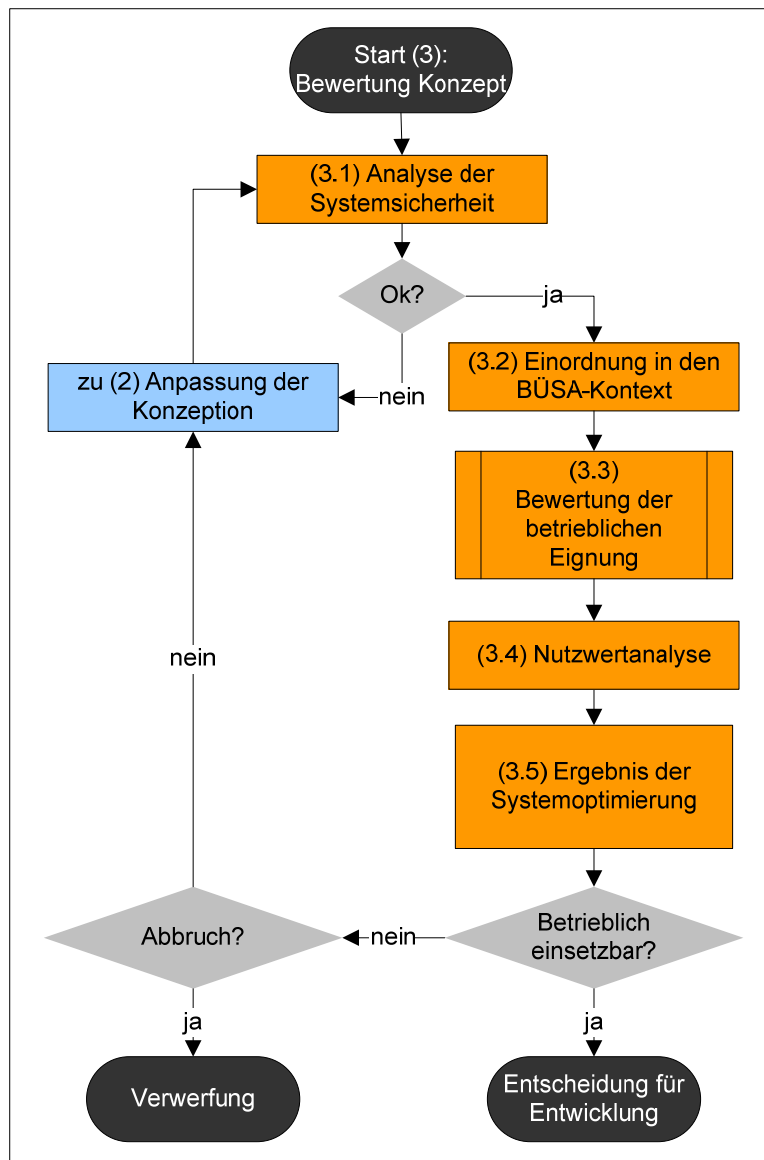 Start (3):
Bewertung Konzept
(3.1) Analyse der
Systemsicherheit
Ok?
ja
nein
zu (2) Anpassung der
Konzeption
(3.2) Einordnung in den
BÜSA-Kontext
(3.3)
Bewertung der
betrieblichen
Eignung
(3.4) Nutzwertanalyse
(3.5) Ergebnis der
Systemoptimierung
Betrieblich
einsetzbar?
nein
Abbruch?
nein
ja
ja
Verwerfung
Entscheidung für
Entwicklung